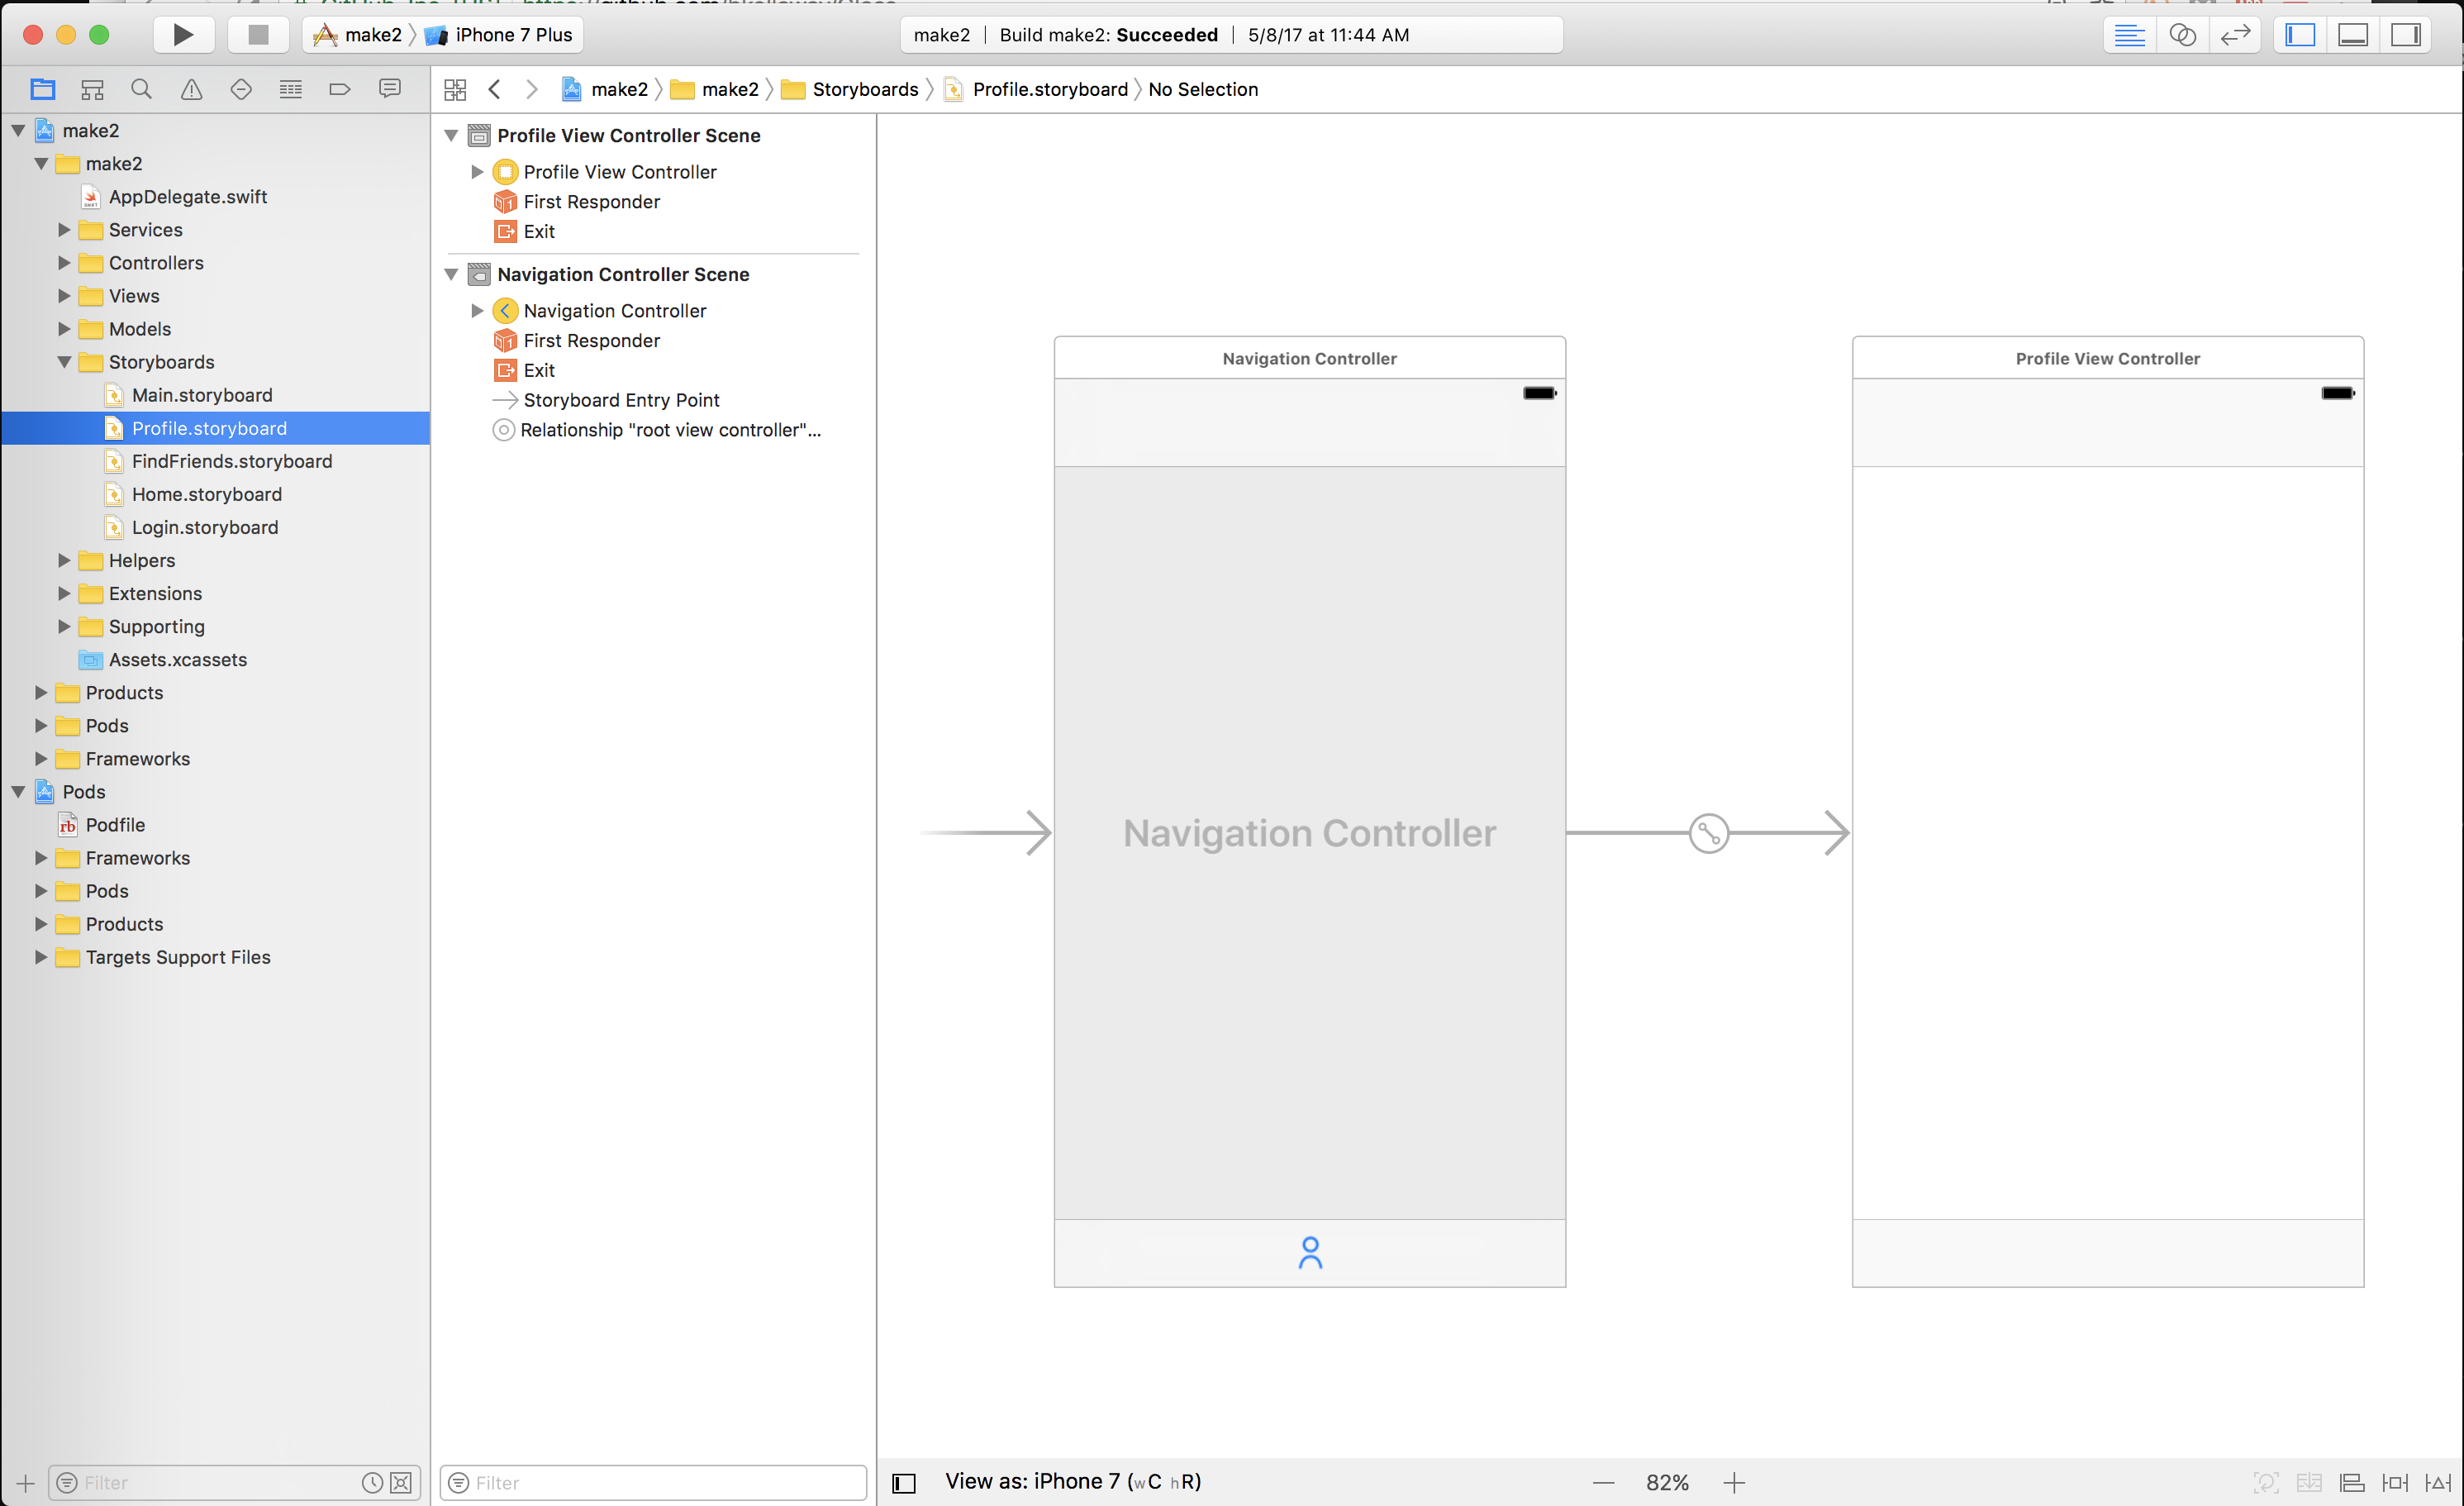 make2 iPhone 7 Plus
make2 | Build make2: Succeeded | 5/8/17 at 11:44 AM
make2 make2 Storyboards Profile.storyboard No Selection
make2
make2
AppDelegate.swift
Services
Controllers
Views
Models
Storyboards
Main.storyboard
Profile.storyboard
FindFriends.storyboard
Home.storyboard
Login.storyboard
Helpers
Extensions
Supporting
Assets.xcassets
Products
Pods
Frameworks
Pods
rb Podfile
Frameworks
Pods
Products
Targets Support Files
Filter
Profile View Controller Scene
Profile View Controller
First Responder
Exit
Navigation Controller Scene
Navigation Controller
First Responder
Exit
Storyboard Entry Point
Relationship "root view controller"...
Filter
Navigation Controller
Navigation Controller
Profile View Controller
View as: iPhone 7 (wC hR)
82%